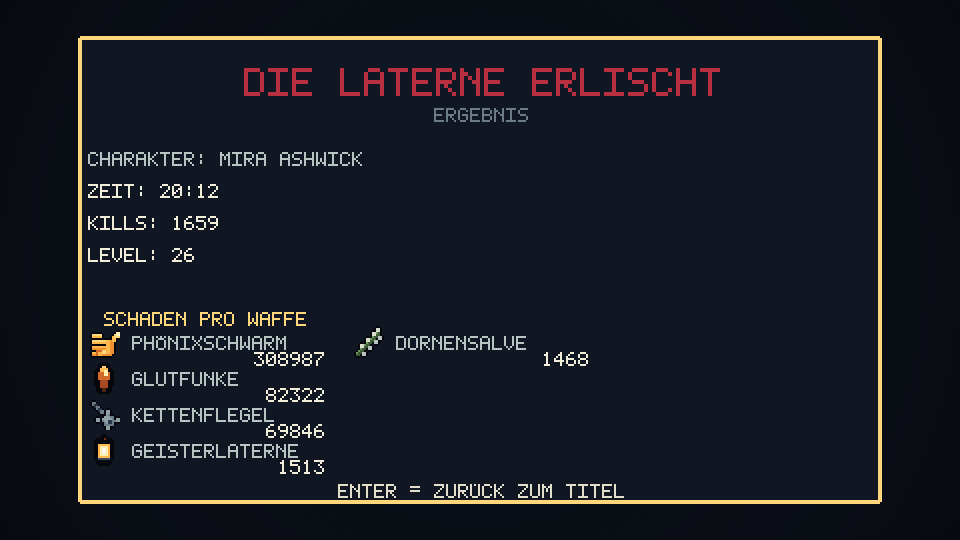 DIE LATERNE ERLISCHT
ERGEBNIS
CHARAKTER: MIRA ASHWICK
ZEIT: 20:12
KILLS: 1659
LEVEL: 26
SCHADEN PRO WAFFE
PHÖNIXSCHWARM
308987
GLUTFUNKE
82322
KETTENFLEGEL
69846
GEISTERLATERNE
1513
DORNENSALVE
1468
ENTER = ZURÜCK ZUM TITEL